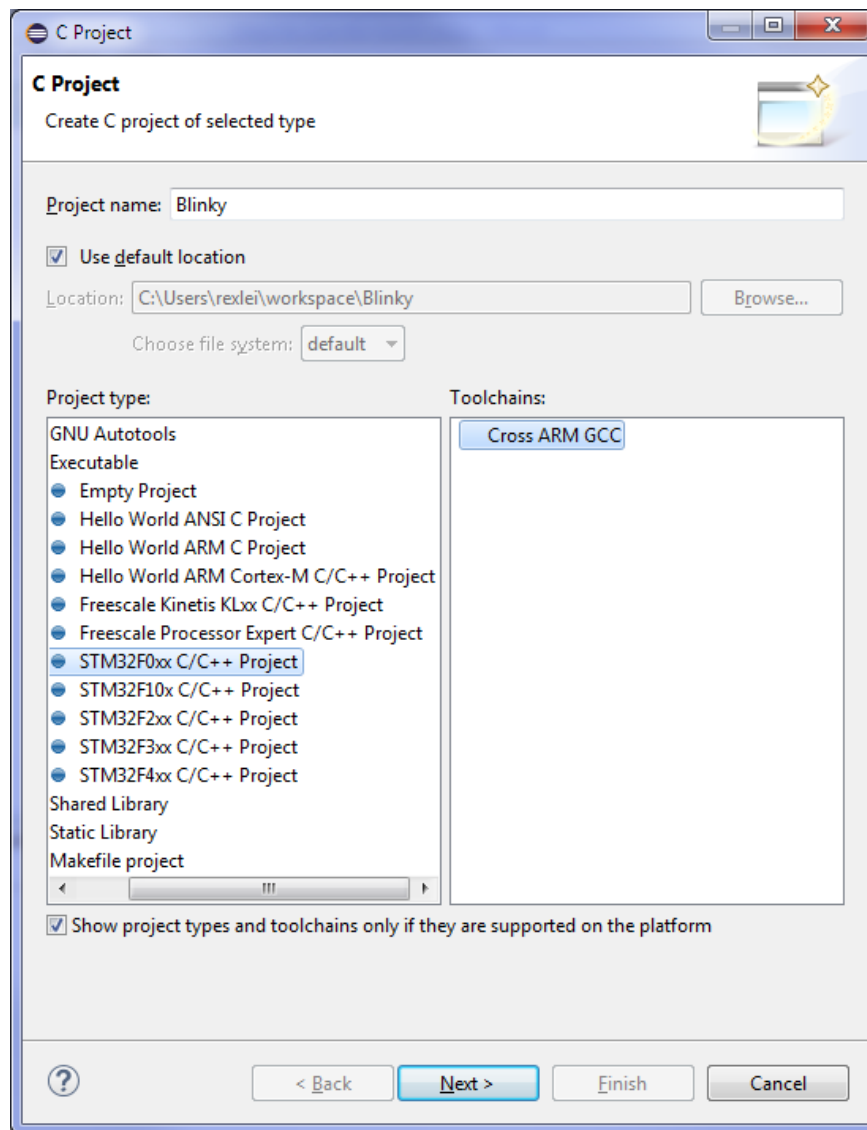 C Project
C Project
Create C project of selected type
Project name: Blinky
Use default location
Location: C:\Users\rexlei\workspace\Blinky Browse...
Choose file system: default
Project type: Toolchains:
GNU Autotools Cross ARM GCC
Executable
Empty Project
Hello World ANSI C Project
Hello World ARM C Project
Hello World ARM Cortex-M C/C++ Project
Freescale Kinetis KLxx C/C++ Project
Freescale Processor Expert C/C++ Project
STM32F0xx C/C++ Project
STM32F10x C/C++ Project
STM32F2xx C/C++ Project
STM32F3xx C/C++ Project
STM32F4xx C/C++ Project
Shared Library
Static Library
Makefile project
Show project types and toolchains only if they are supported on the platform
? < Back Next > Finish Cancel